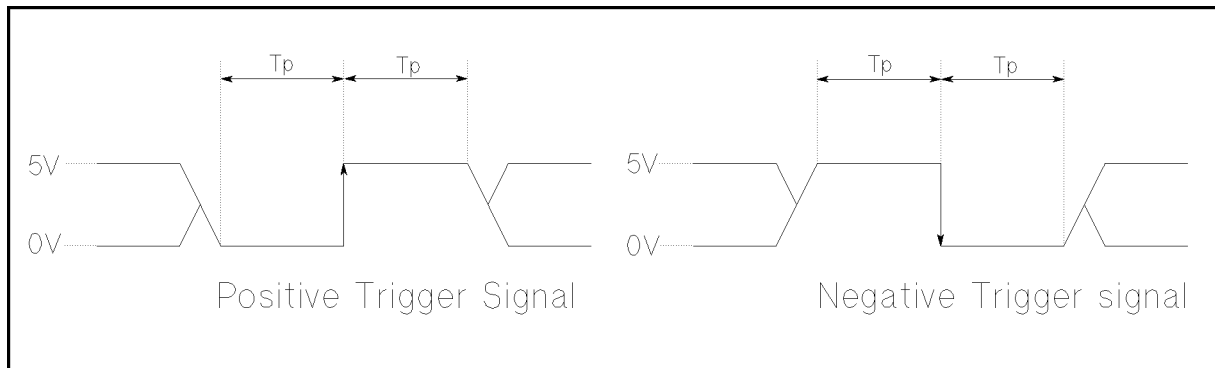 Tp Tp Tp Tp
5V 5V
0V 0V
Positive Trigger Signal
Negative Trigger signal